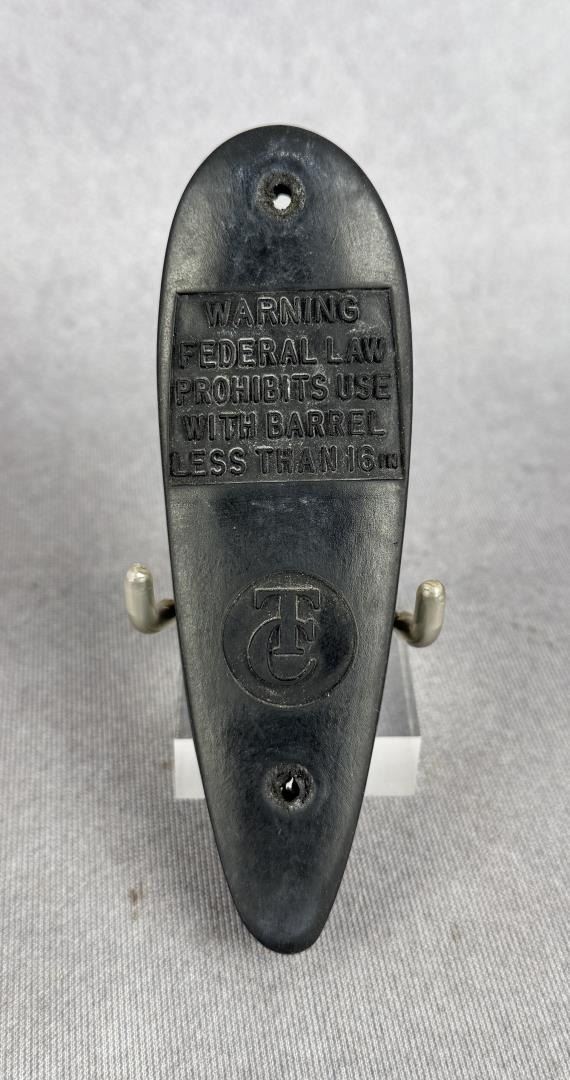 WARNING
FEDERAL LAW
PROHIBITS USE
WITH BARREL
LESS THAN 16 IN
TC